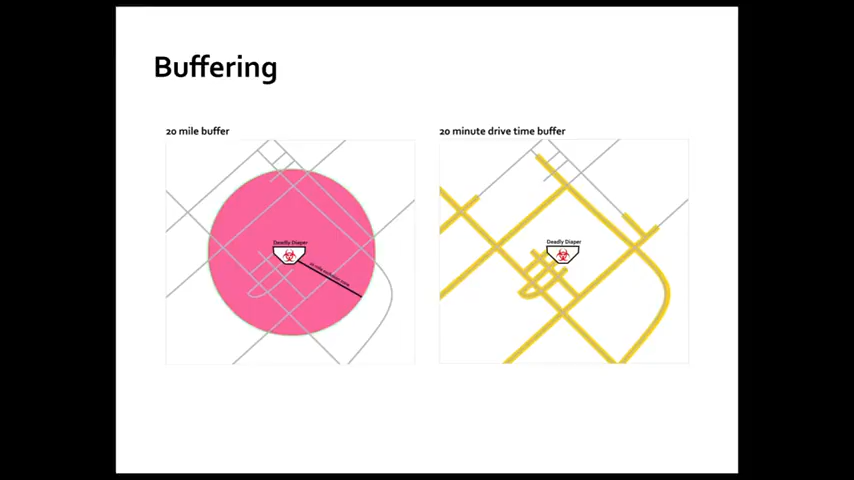 Buffering
20 mile buffer
20 minute drive time buffer
Deadly Diaper
Deadly Diaper